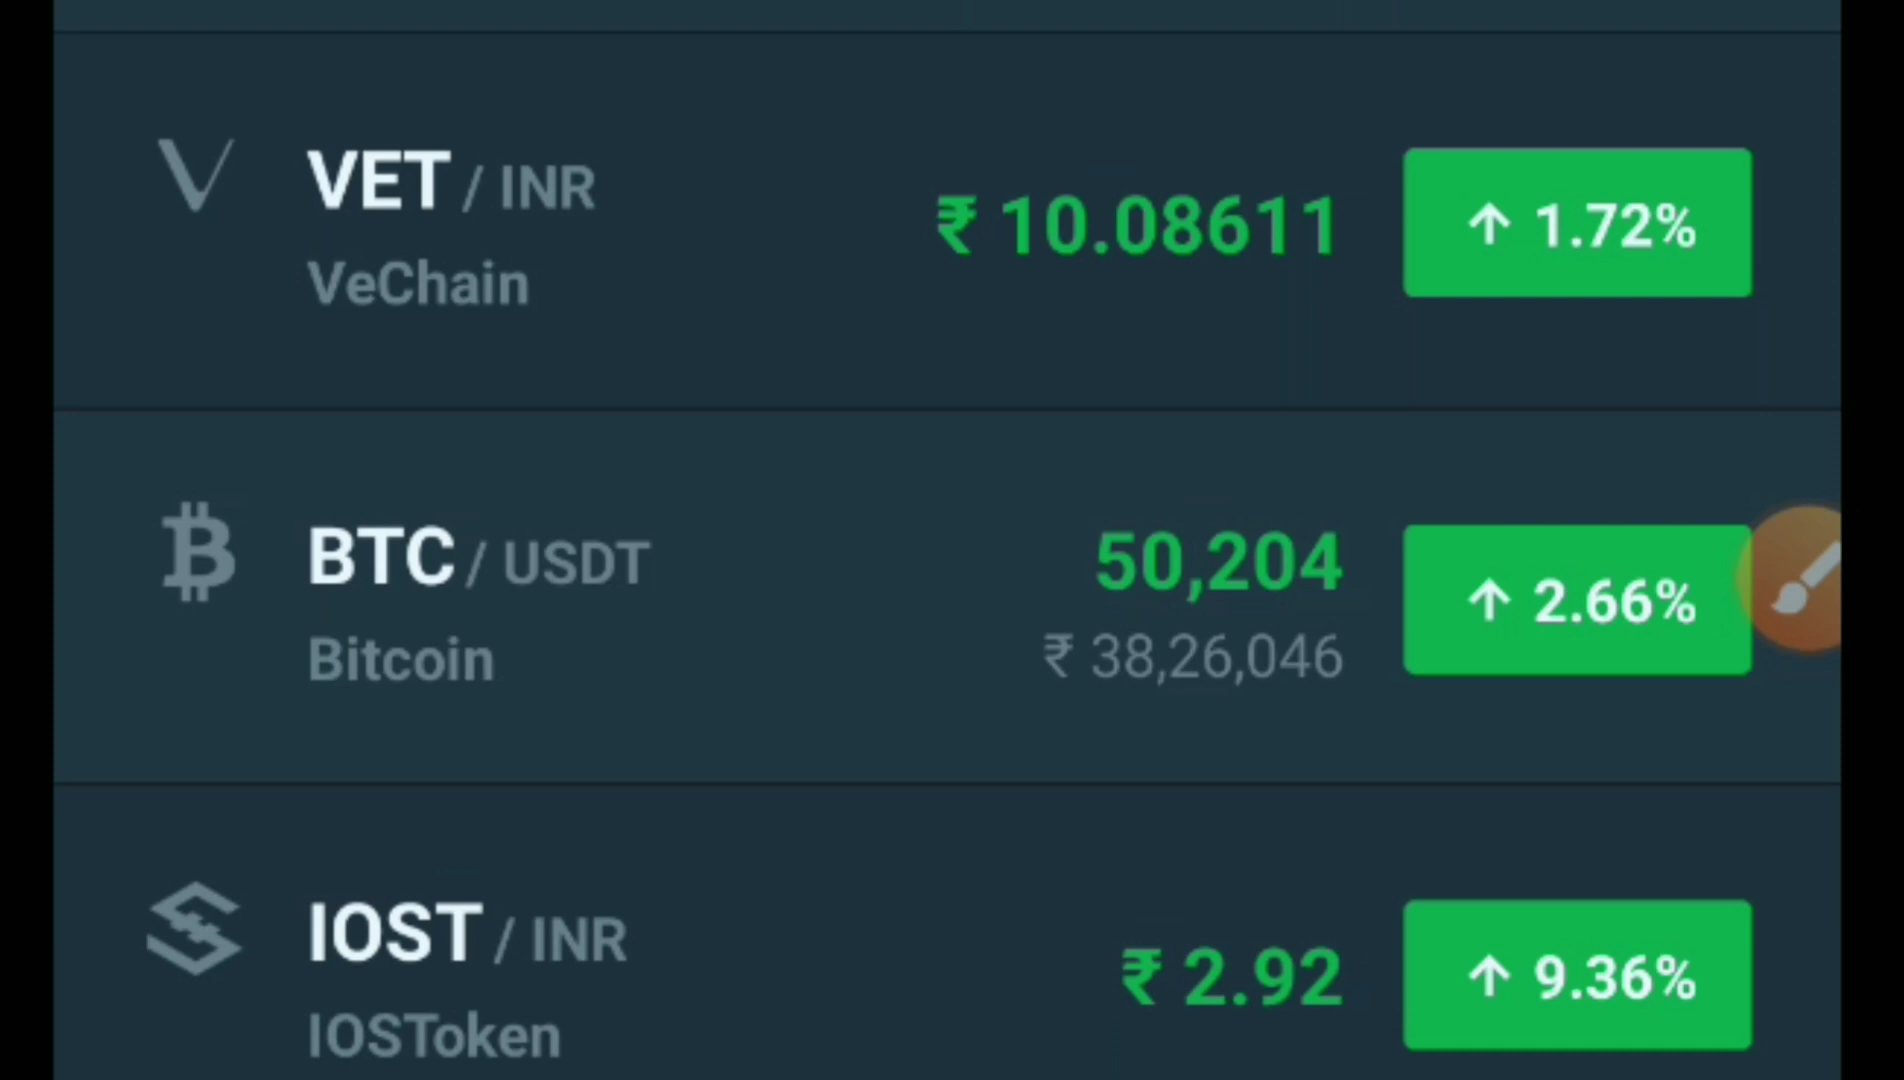 VET / INR
₹ 10.08611
↑ 1.72%
VeChain
BTC / USDT
50,204
↑ 2.66%
Bitcoin
₹ 38,26,046
IOST / INR
₹ 2.92
↑ 9.36%
IOSToken